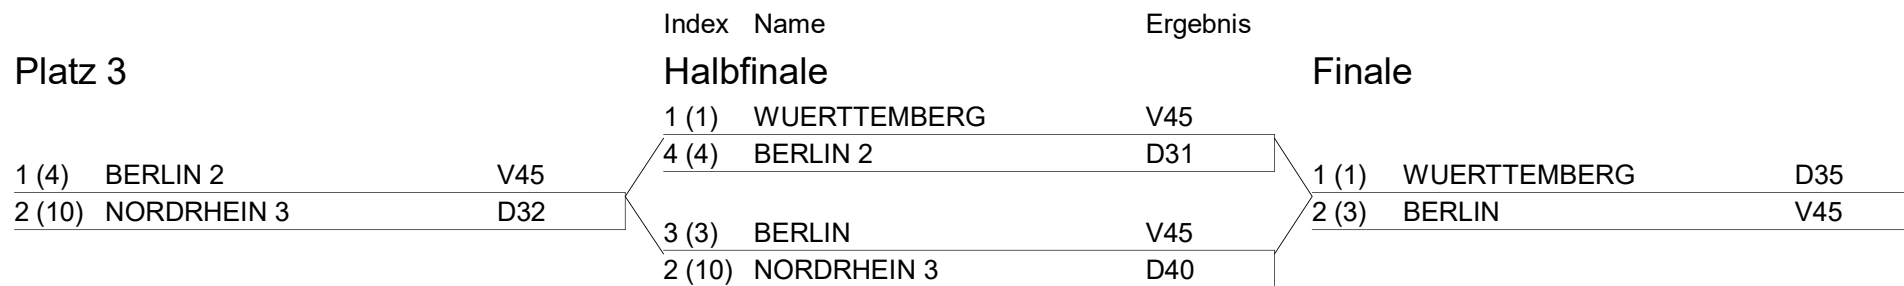 Index Name Ergebnis
Platz 3 Halbfinale Finale
1 (1) WUERTTEMBERG V45
4 (4) BERLIN 2 D31
1 (4) BERLIN 2 V45
2 (10) NORDRHEIN 3 D32
1 (1) WUERTTEMBERG D35
2 (3) BERLIN V45
3 (3) BERLIN V45
2 (10) NORDRHEIN 3 D40